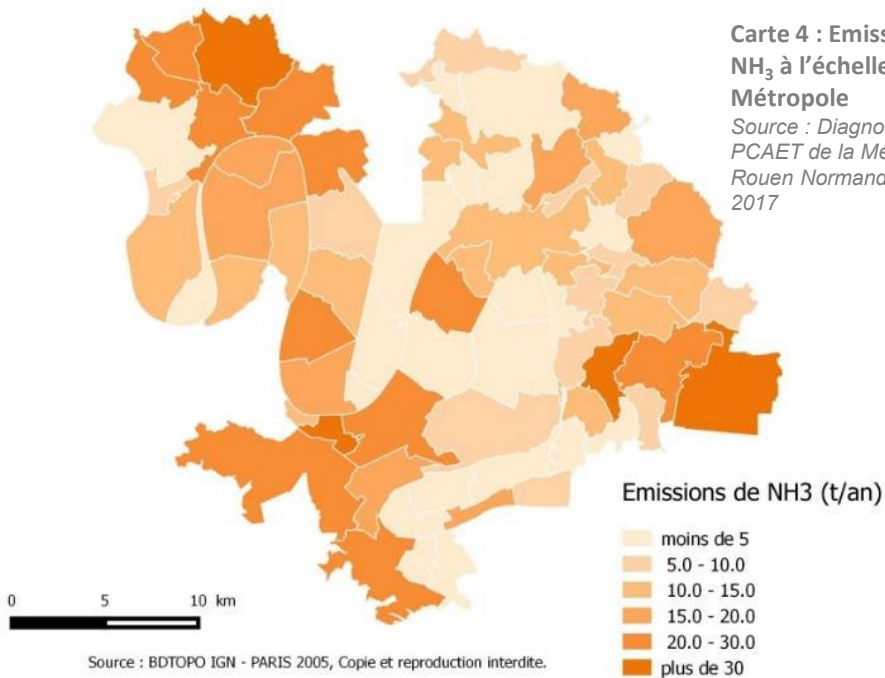 Carte 4 : Emiss
NH₃ à l'échelle
Métropole
Source : Diagno
PCAET de la Mé
Rouen Normand
2017
Emissions de NH3 (t/an)
moins de 5
5.0 - 10.0
10.0 - 15.0
15.0 - 20.0
20.0 - 30.0
plus de 30
0 5 10 km
Source : BDTOPO IGN - PARIS 2005, Copie et reproduction interdite.